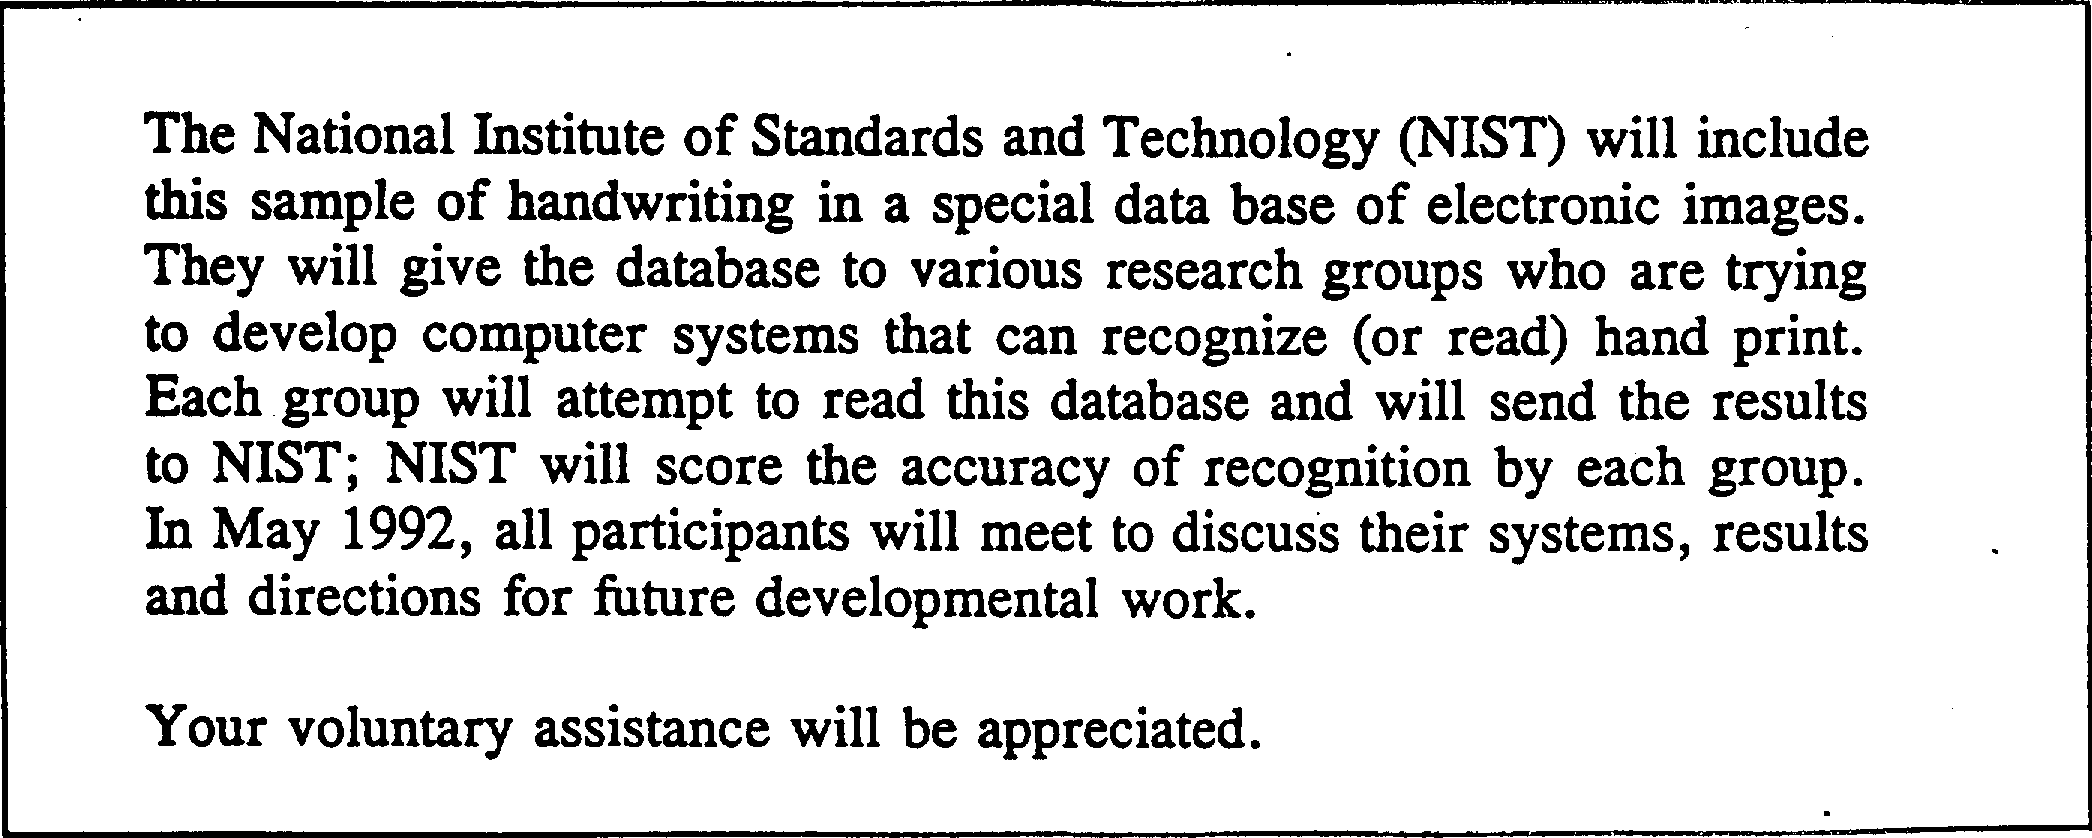 The National Institute of Standards and Technology (NIST) will include
this sample of handwriting in a special data base of electronic images.
They will give the database to various research groups who are trying
to develop computer systems that can recognize (or read) hand print.
Each group will attempt to read this database and will send the results
to NIST; NIST will score the accuracy of recognition by each group.
In May 1992, all participants will meet to discuss their systems, results
and directions for future developmental work.
Your voluntary assistance will be appreciated.